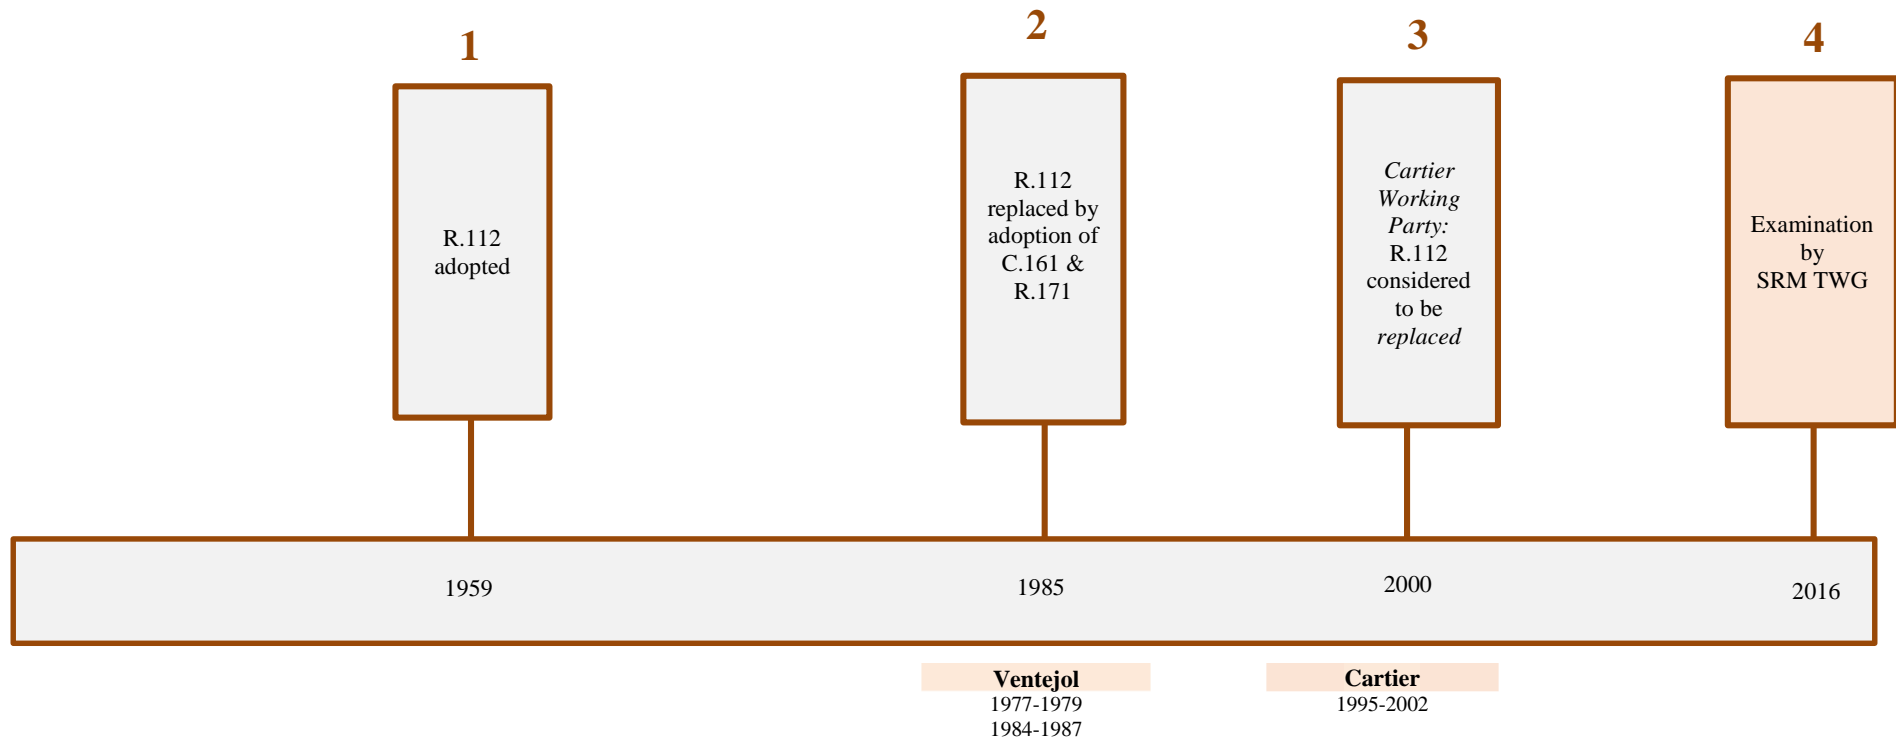 1
2
3
4
R.112
adopted
R.112
replaced by
adoption of
C.161 &
R.171
Cartier
Working
Party:
R.112
considered
to be
replaced
Examination
by
SRM TWG
1959
1985
2000
2016
Ventejol
1977-1979
1984-1987
Cartier
1995-2002